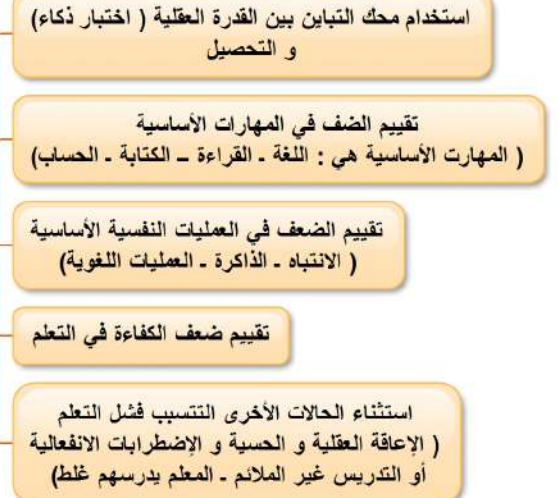 استخدام محك التباين بين القدرة العقلية ( اختبار ذكاء)
و التحصيل
تقييم الضف في المهارات الأساسية
( المهارت الأساسية هي : اللغة ـ القراءة – الكتابة ـ الحساب)
تقييم الضعف في العمليات النفسية الأساسية
( الانتباه ـ الذاكرة ـ العمليات اللغوية)
تقييم ضعف الكفاءة في التعلم
استثناء الحالات الأخرى التتسبب فشل التعلم
( الإعاقة العقلية و الحسية و الإضطرابات الانفعالية
أو التدريس غير الملائم ـ المعلم يدرسهم غلط)